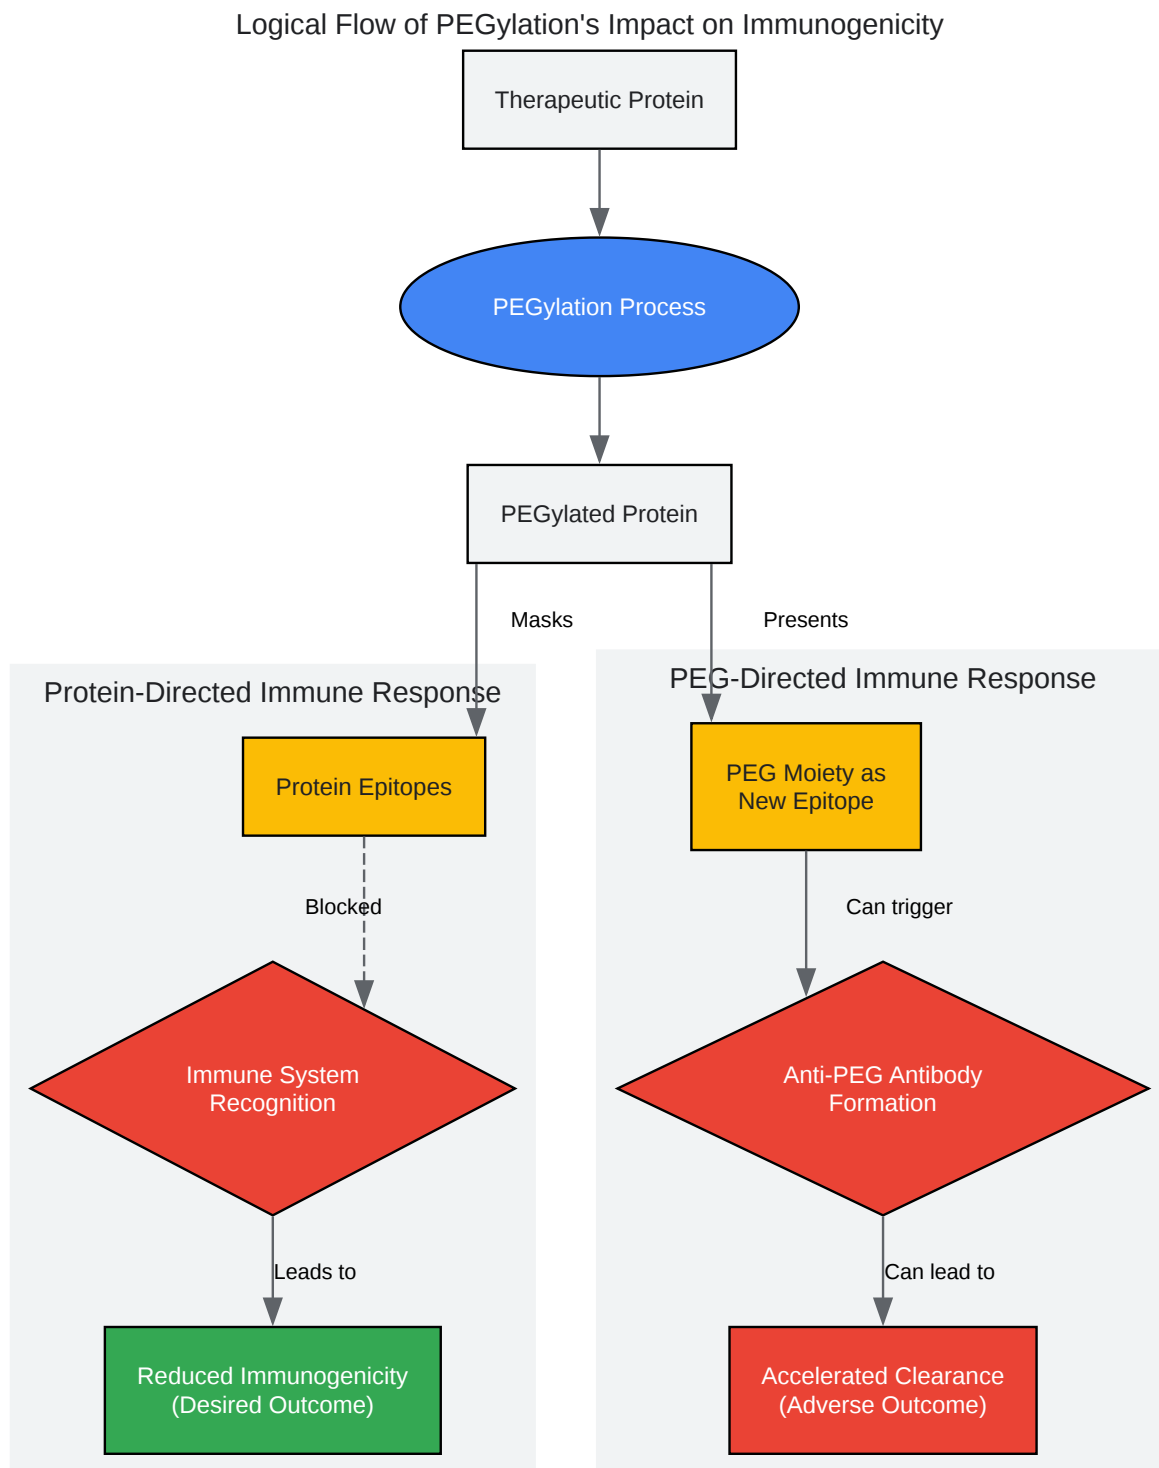 Logical Flow of PEGylation's Impact on Immunogenicity
Therapeutic Protein
PEGylation Process
PEGylated Protein
Masks
Presents
Protein-Directed Immune Response
PEG-Directed Immune Response
Protein Epitopes
PEG Moiety as
New Epitope
Blocked
Can trigger
Immune System
Recognition
Anti-PEG Antibody
Formation
Leads to
Can lead to
Reduced Immunogenicity
(Desired Outcome)
Accelerated Clearance
(Adverse Outcome)